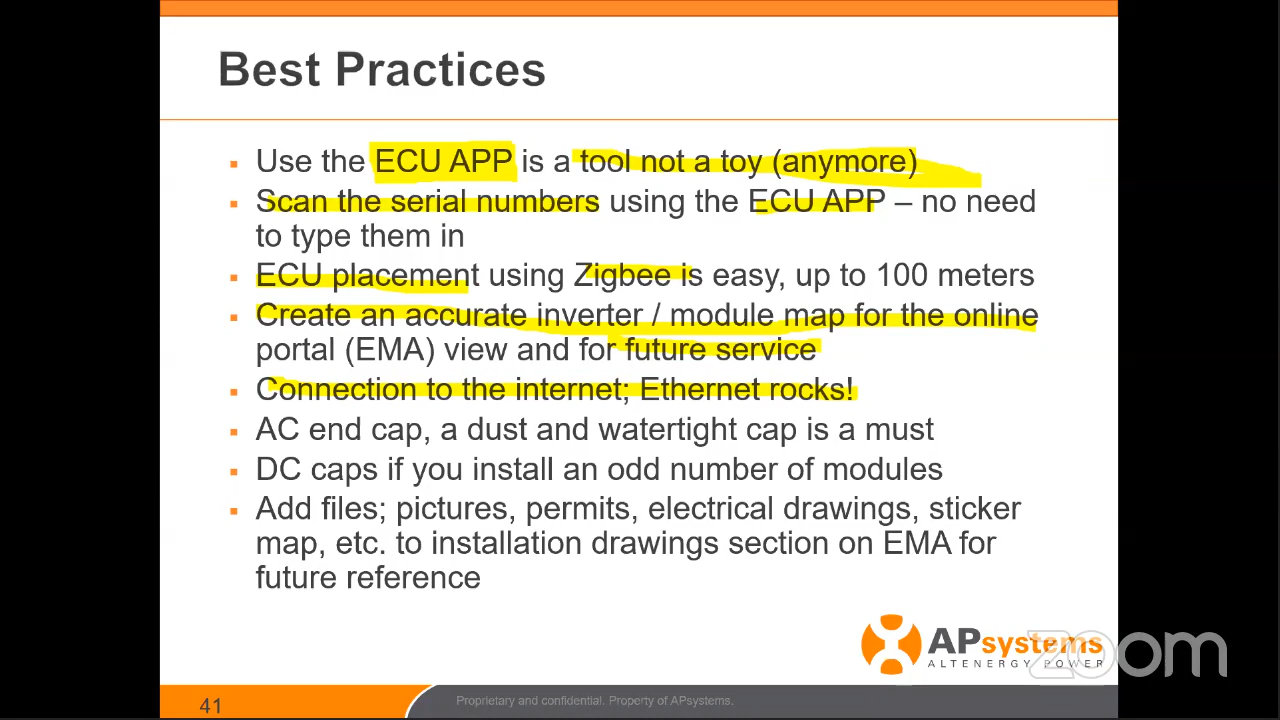 Best Practices
▪ Use the ECU APP is a tool not a toy (anymore)
▪ Scan the serial numbers using the ECU APP – no need
to type them in
▪ ECU placement using Zigbee is easy, up to 100 meters
▪ Create an accurate inverter / module map for the online
portal (EMA) view and for future service
▪ Connection to the internet; Ethernet rocks!
▪ AC end cap, a dust and watertight cap is a must
▪ DC caps if you install an odd number of modules
▪ Add files; pictures, permits, electrical drawings, sticker
map, etc. to installation drawings section on EMA for
future reference
APsystems
ALTENERGY POWER
zoom
41
Proprietary and confidential. Property of APsystems.